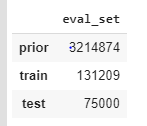 eval_set
prior 3214874
train 131209
test 75000